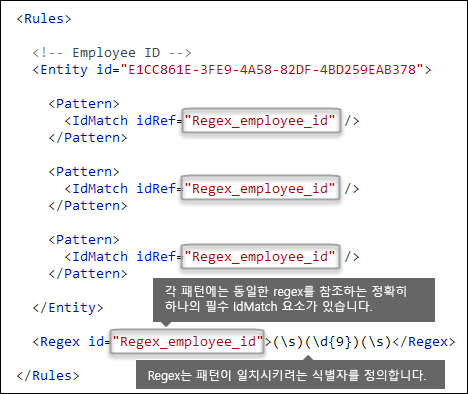 <Rules>
<!-- Employee ID -->
<Entity id="E1CC861E-3FE9-4A58-82DF-4BD259EAB378">
<Pattern>
<IdMatch idRef="Regex_employee_id" />
</Pattern>
<Pattern>
<IdMatch idRef="Regex_employee_id" />
</Pattern>
<Pattern>
<IdMatch idRef="Regex_employee_id" />
</Pattern>
각 패턴에는 동일한 regex를 참조하는 정확히
하나의 필수 IdMatch 요소가 있습니다.
</Entity>
<Regex id="Regex_employee_id">(\s)(\d{9})(\s)</Regex>
Regex는 패턴이 일치시키려는 식별자를 정의합니다.
</Rules>